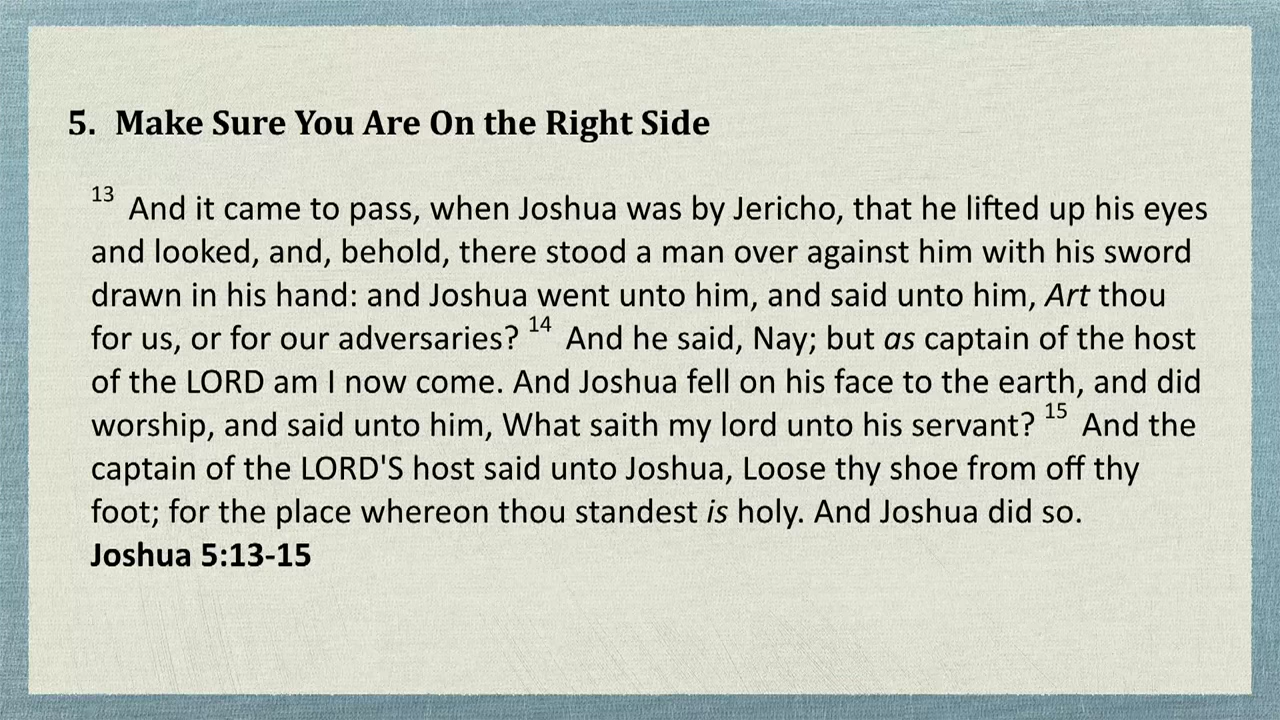 5. Make Sure You Are On the Right Side
13 And it came to pass, when Joshua was by Jericho, that he lifted up his eyes
and looked, and, behold, there stood a man over against him with his sword
drawn in his hand: and Joshua went unto him, and said unto him, Art thou
for us, or for our adversaries? 14 And he said, Nay; but as captain of the host
of the LORD am I now come. And Joshua fell on his face to the earth, and did
worship, and said unto him, What saith my lord unto his servant? 15 And the
captain of the LORD'S host said unto Joshua, Loose thy shoe from off thy
foot; for the place whereon thou standest is holy. And Joshua did so.
Joshua 5:13-15